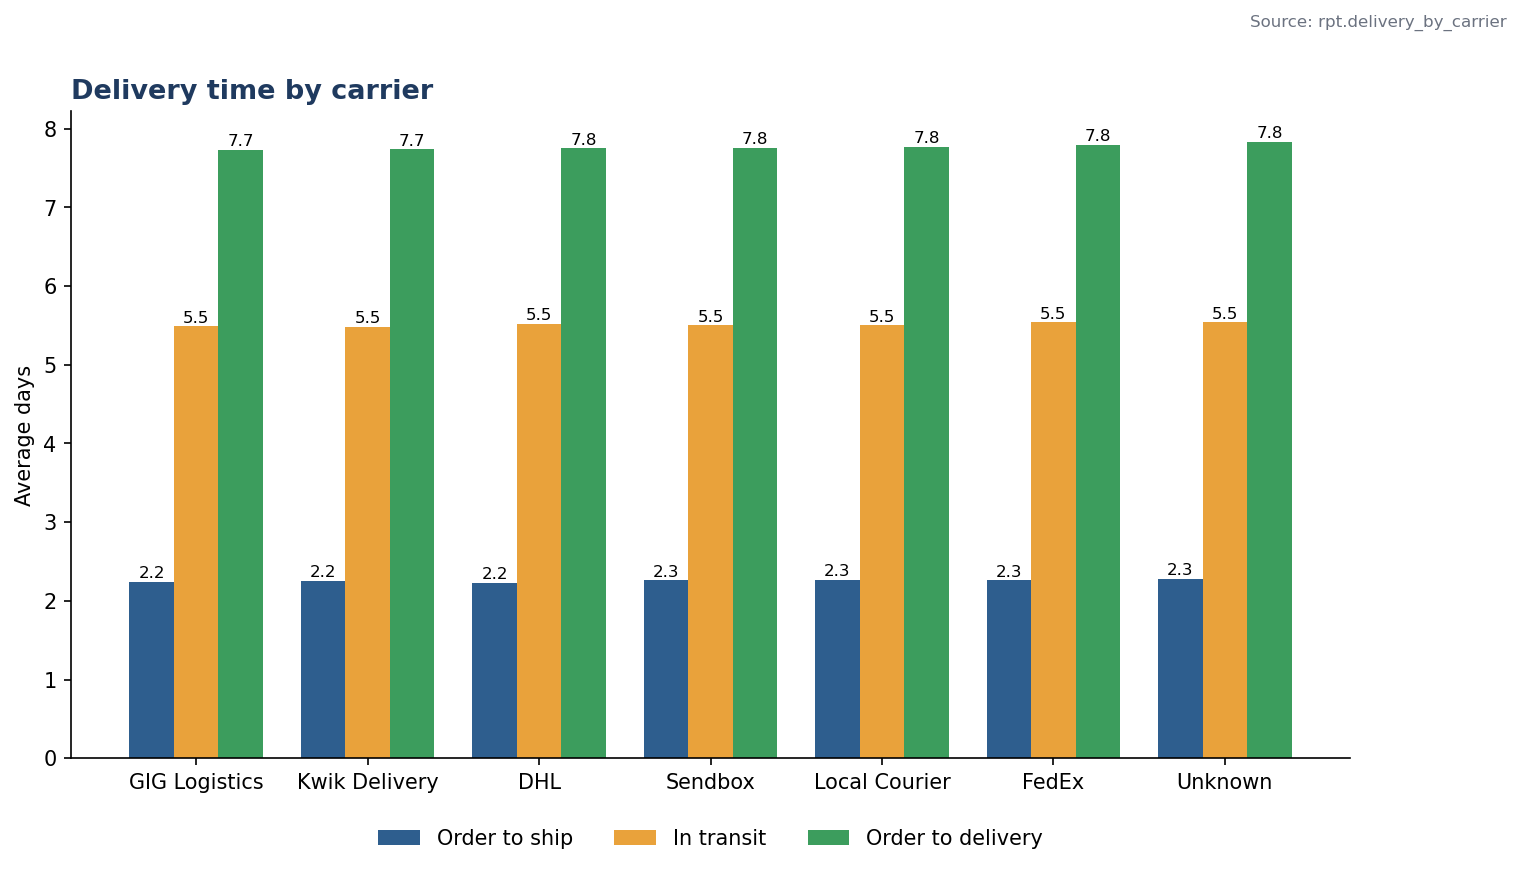 Source: rpt.delivery_by_carrier
Delivery time by carrier
Average days
8
7
6
5
4
3
2
1
0
2.2 5.5 7.7
2.2 5.5 7.7
2.2 5.5 7.8
2.3 5.5 7.8
2.3 5.5 7.8
2.3 5.5 7.8
2.3 5.5 7.8
GIG Logistics Kwik Delivery DHL Sendbox Local Courier FedEx Unknown
Order to ship In transit Order to delivery